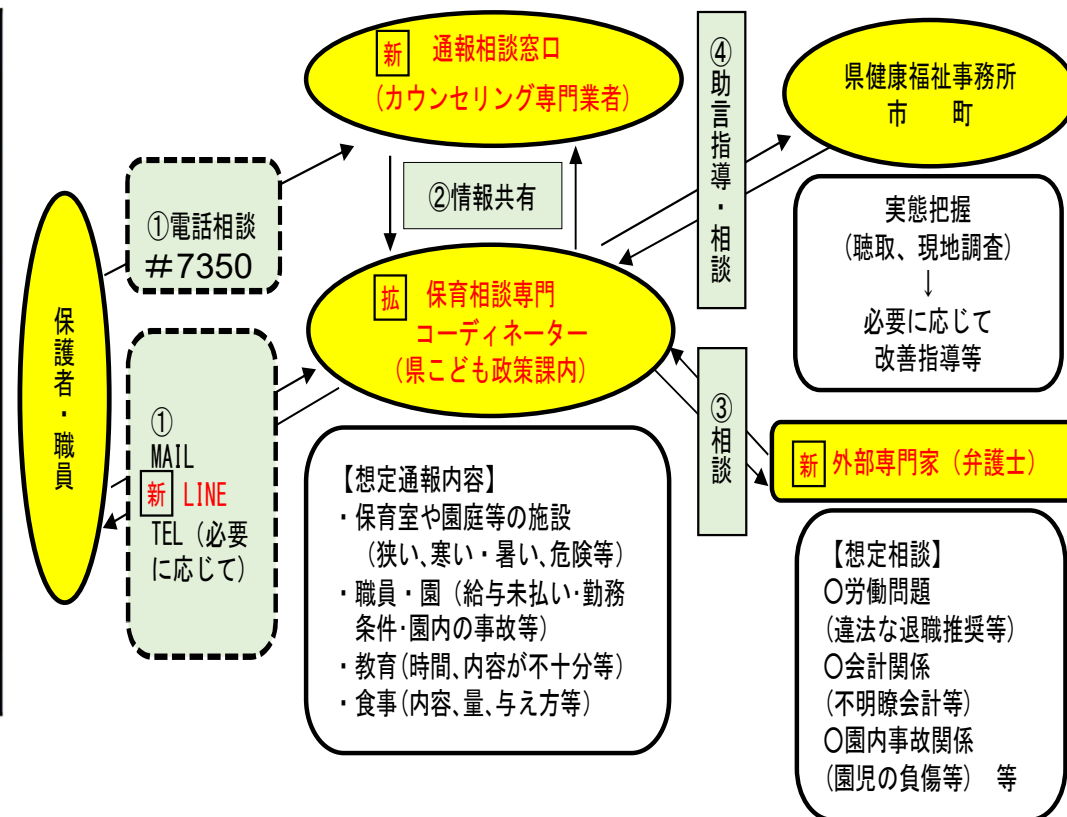 保護者・職員
①電話相談
＃7350
①
MAIL
新 LINE
TEL（必要
に応じて）
新 通報相談窓口
(カウンセリング専門業者)
②情報共有
拡 保育相談専門
コーディネーター
(県こども政策課内)
【想定通報内容】
・保育室や園庭等の施設
（狭い、寒い・暑い、危険等）
・職員・園（給与未払い・勤務
条件・園内の事故等）
・教育（時間、内容が不十分等）
・食事（内容、量、与え方等）
④助言指導・相談
③相談
県健康福祉事務所
市　町
実態把握
(聴取、現地調査)
↓
必要に応じて
改善指導等
新 外部専門家（弁護士）
【想定相談】
○労働問題
(違法な退職推奨等)
○会計関係
(不明瞭会計等)
○園内事故関係
(園児の負傷等)　等